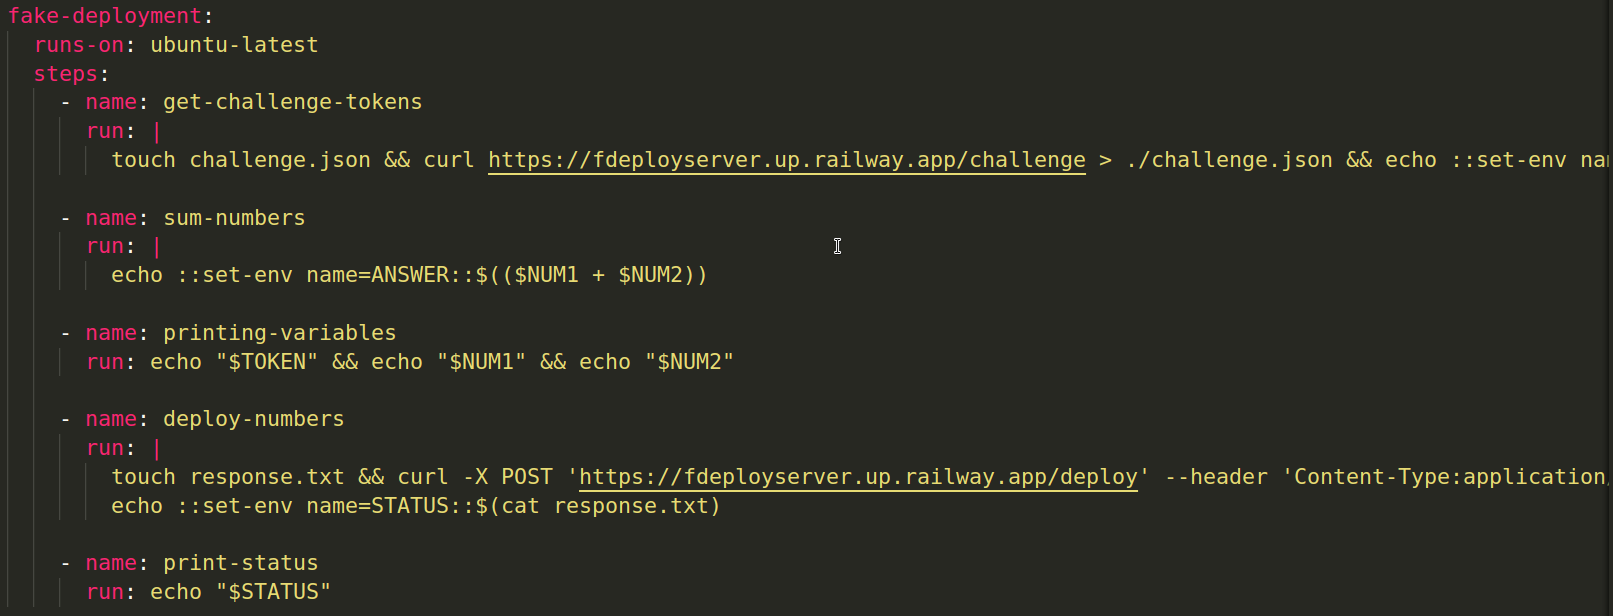 fake-deployment:
runs-on: ubuntu-latest
steps:
- name: get-challenge-tokens
run: |
touch challenge.json && curl https://fdeployserver.up.railway.app/challenge > ./challenge.json && echo ::set-env
- name: sum-numbers
run: |
echo ::set-env name=ANSWER::$(($NUM1 + $NUM2))
- name: printing-variables
run: echo "$TOKEN" && echo "$NUM1" && echo "$NUM2"
- name: deploy-numbers
run: |
touch response.txt && curl -X POST 'https://fdeployserver.up.railway.app/deploy' --header 'Content-Type:application
echo ::set-env name=STATUS::$(cat response.txt)
- name: print-status
run: echo "$STATUS"